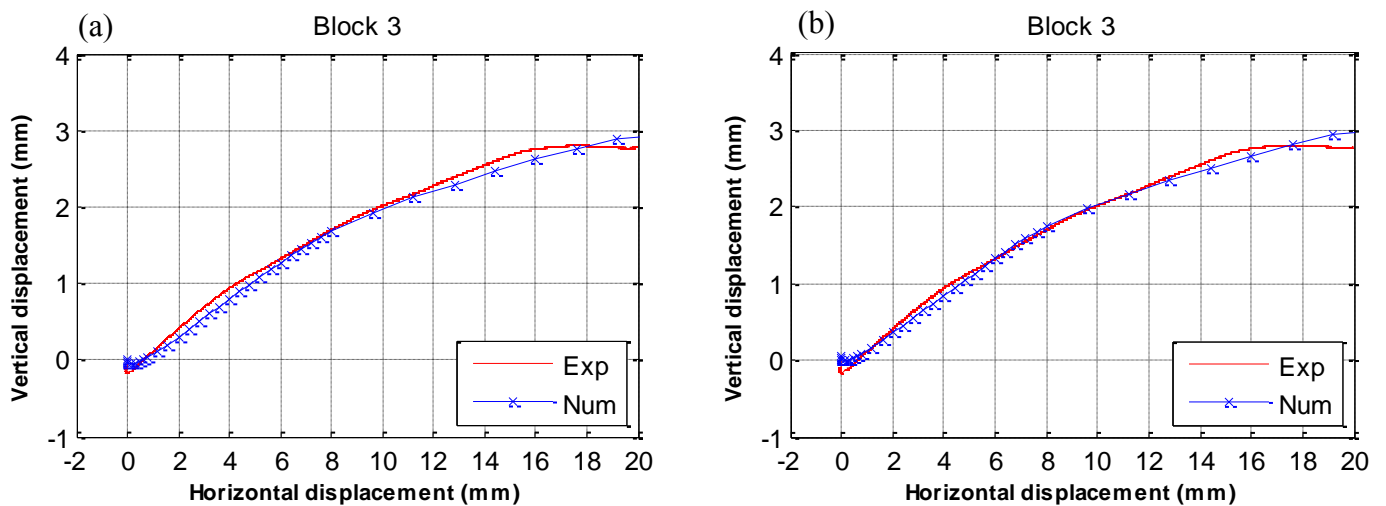 (a)
Block 3
4
3
2
1
0
-1
-2 0 2 4 6 8 10 12 14 16 18 20
Vertical displacement (mm)
Horizontal displacement (mm)
Exp
Num
(b)
Block 3
4
3
2
1
0
-1
-2 0 2 4 6 8 10 12 14 16 18 20
Vertical displacement (mm)
Horizontal displacement (mm)
Exp
Num